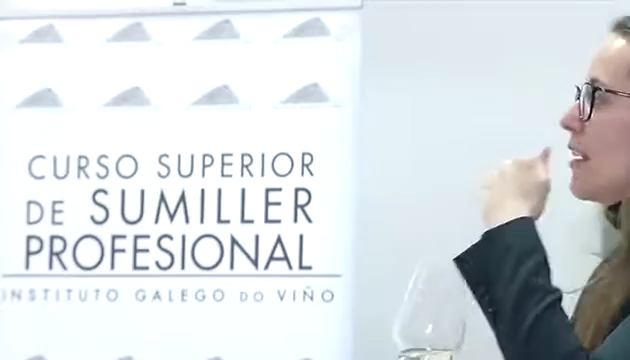 CURSO SUPERIOR
DE SUMILLER
PROFESIONAL
INSTITUTO GALEGO DO VIÑO